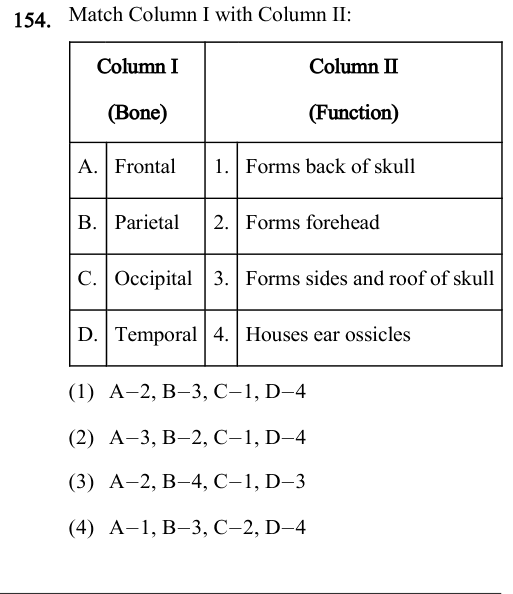 154. Match Column I with Column II:
Column I Column II
(Bone) (Function)
A. Frontal 1. Forms back of skull
B. Parietal 2. Forms forehead
C. Occipital 3. Forms sides and roof of skull
D. Temporal 4. Houses ear ossicles
(1) A–2, B–3, C–1, D–4
(2) A–3, B–2, C–1, D–4
(3) A–2, B–4, C–1, D–3
(4) A–1, B–3, C–2, D–4